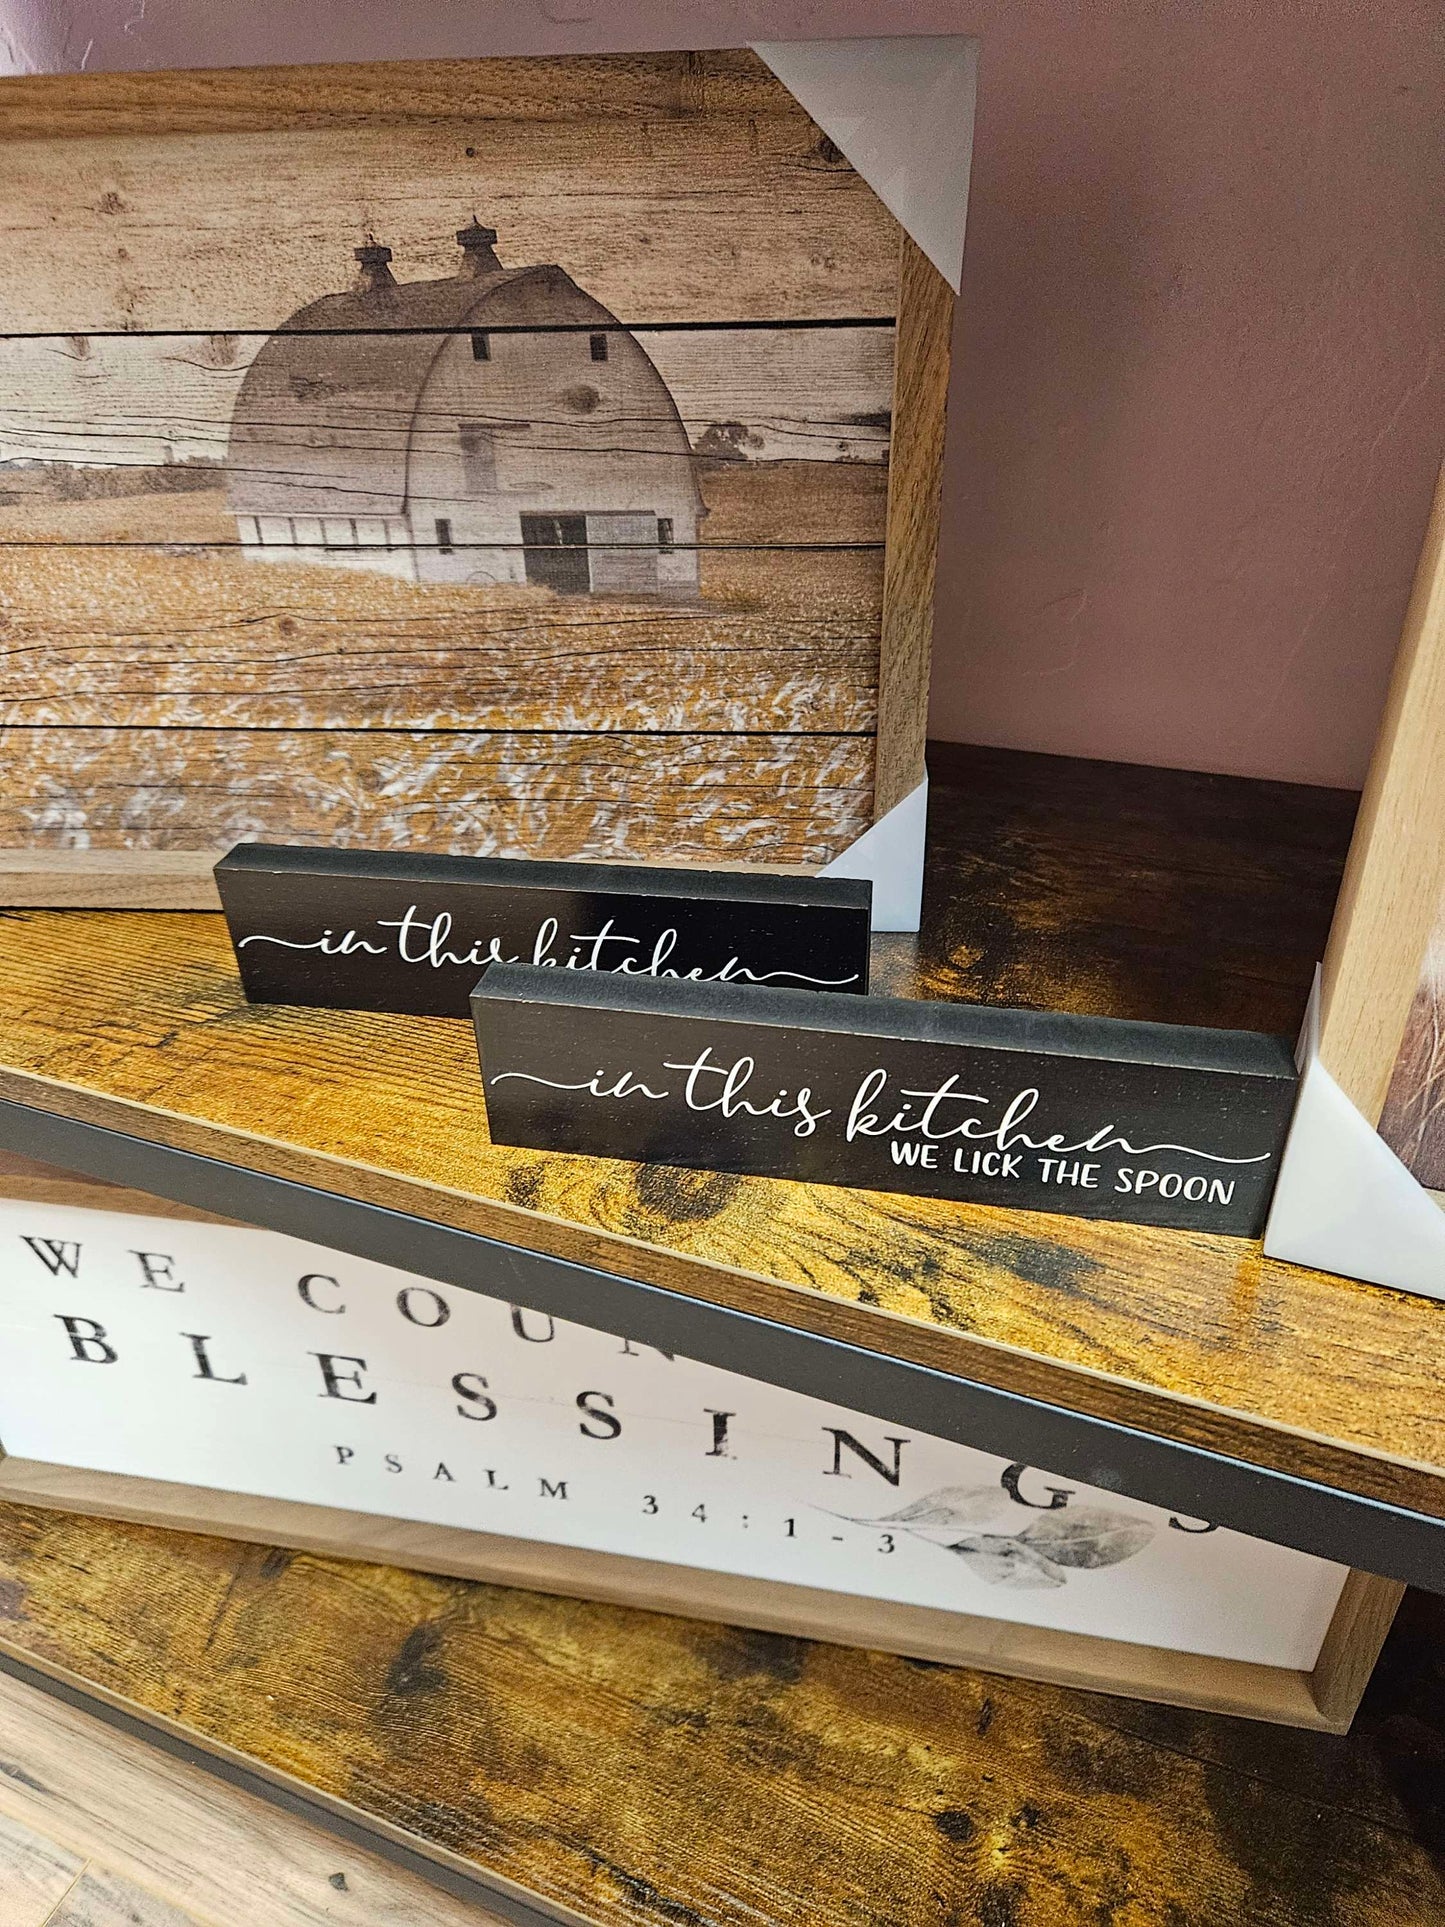 in this kitchen
in this kitchen
WE LICK THE SPOON
WE COUN
BLESSINGS
PSALM 34:1-3